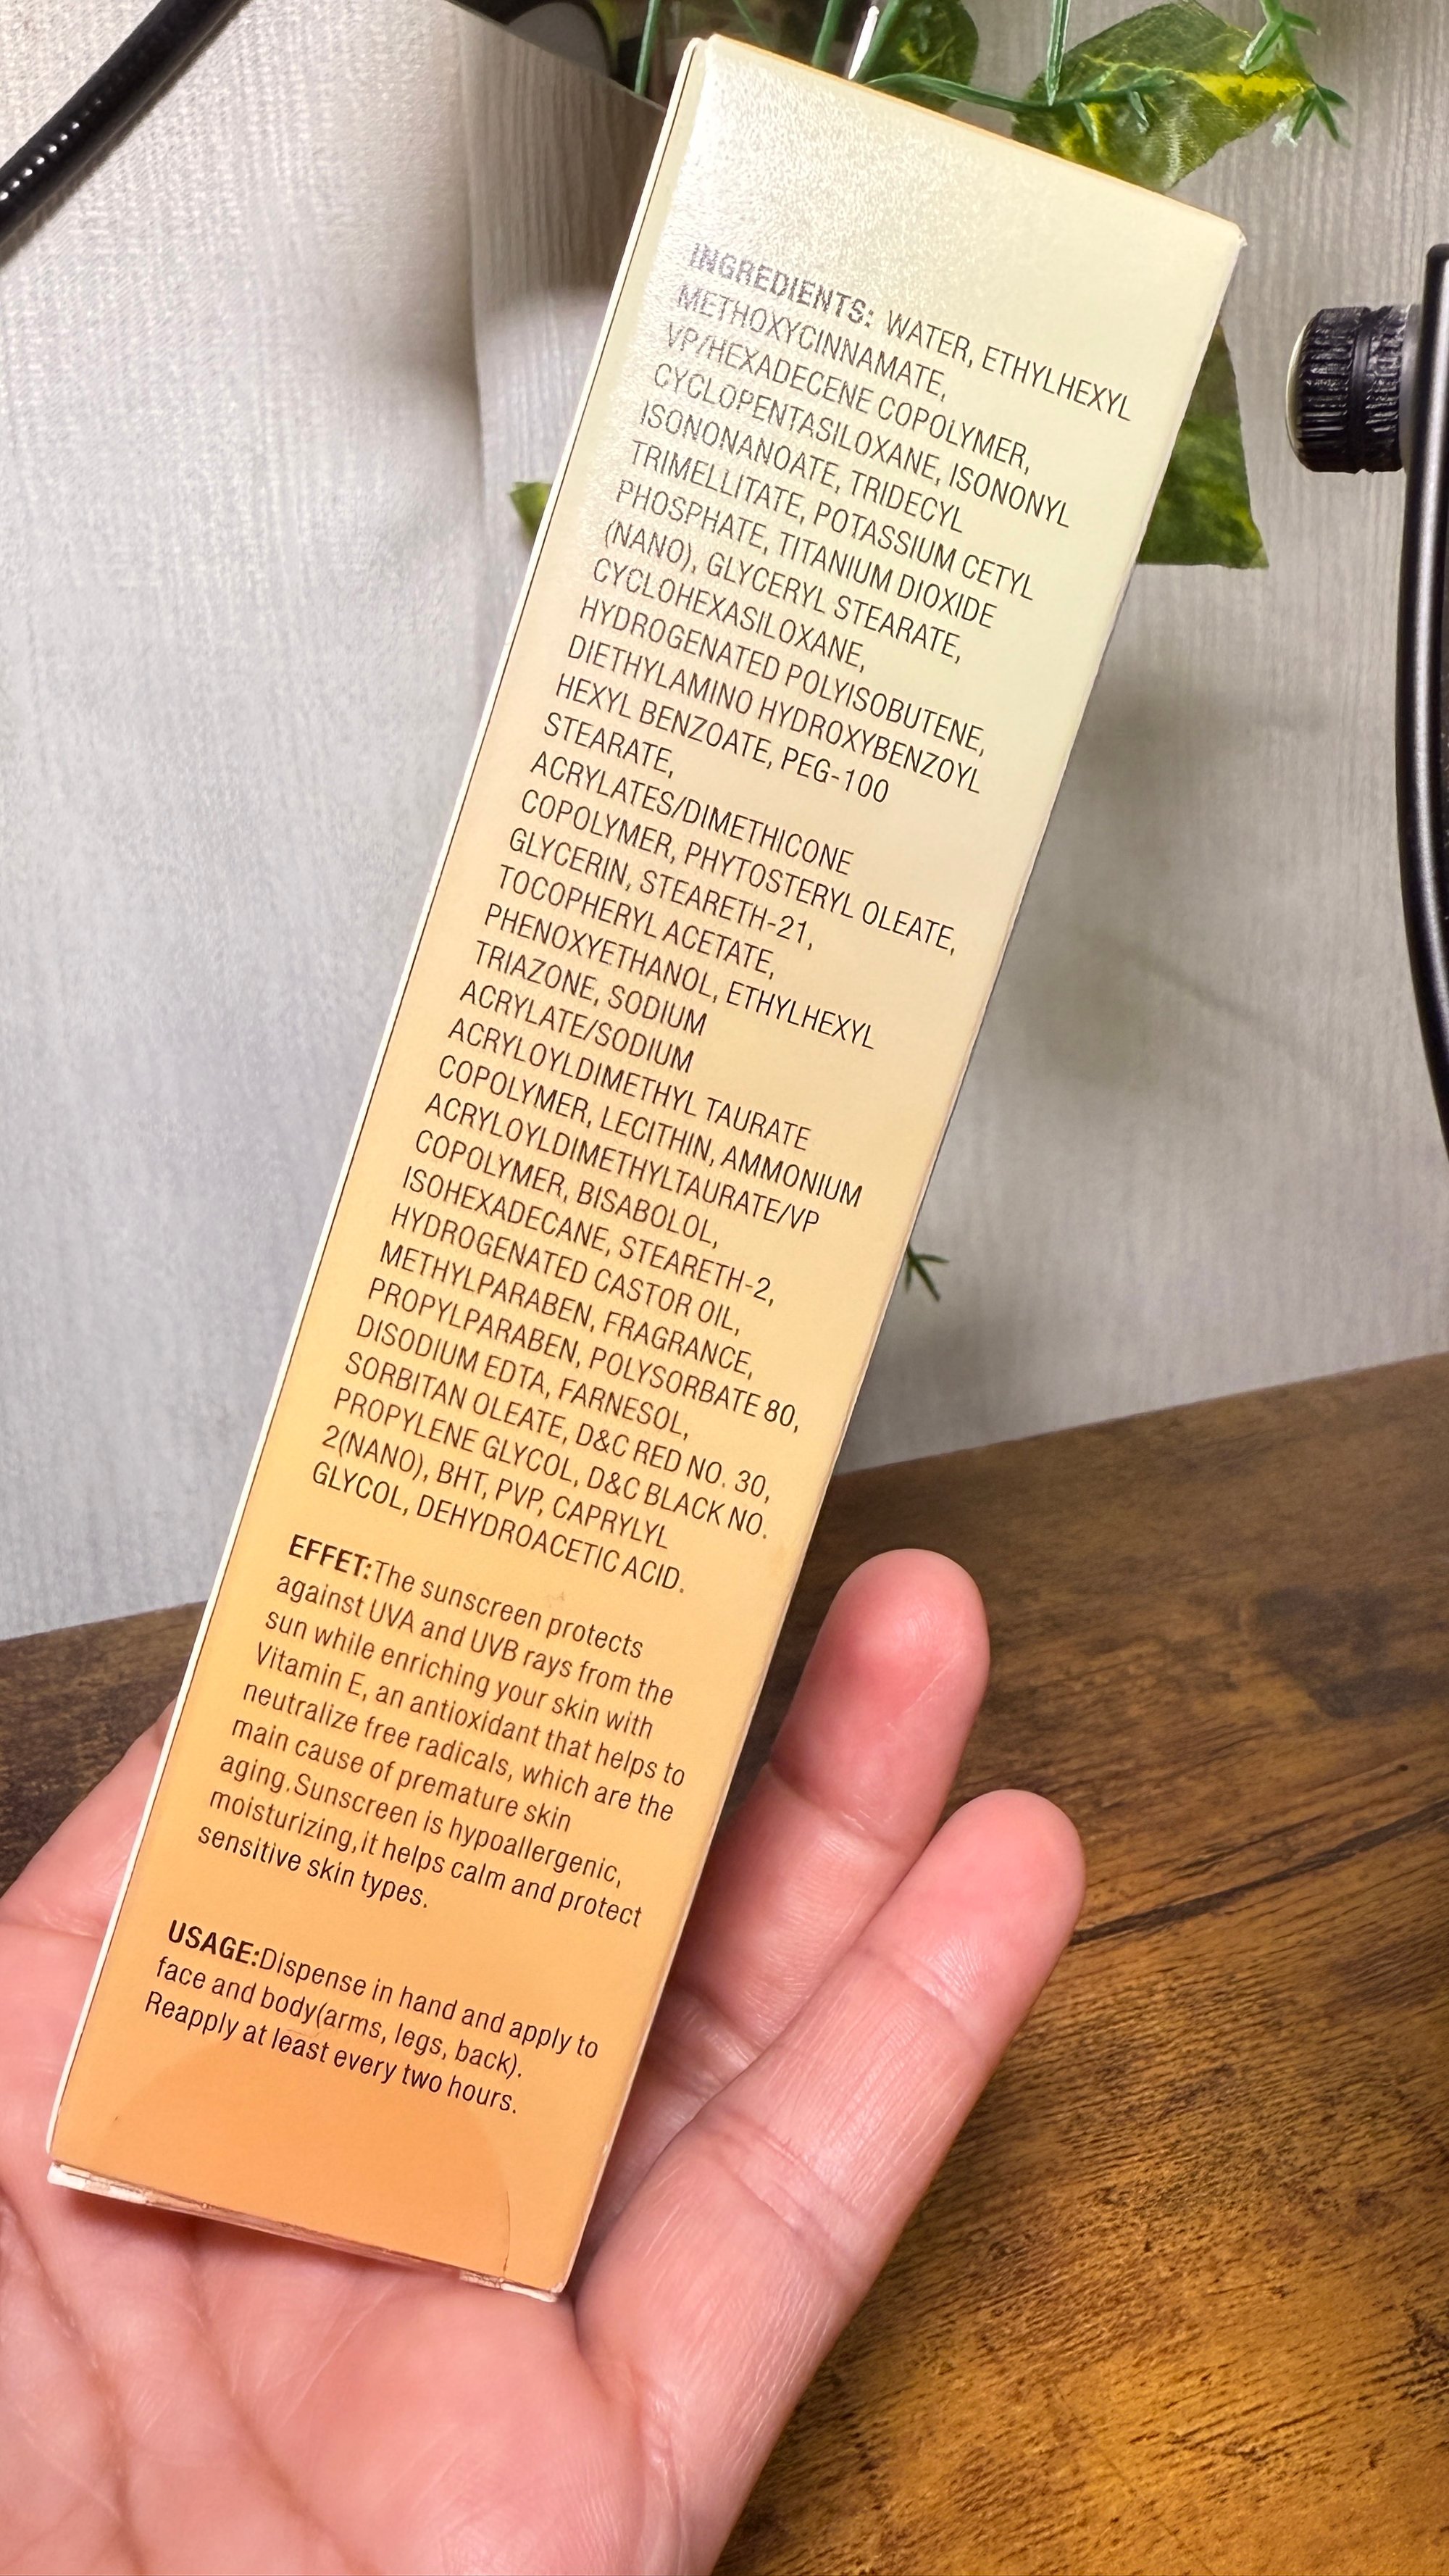 INGREDIENTS: WATER, ETHYLHEXYL
METHOXYCINNAMATE,
VP/HEXADECENE COPOLYMER,
CYCLOPENTASILOXANE, ISONONYL
ISONONANOATE, TRIDECYL
TRIMELLITATE, POTASSIUM CETYL
PHOSPHATE, TITANIUM DIOXIDE
(NANO), GLYCERYL STEARATE,
CYCLOHEXASILOXANE,
HYDROGENATED POLYISOBUTENE,
DIETHYLAMINO HYDROXYBENZOYL
HEXYL BENZOATE, PEG-100
STEARATE,
ACRYLATES/DIMETHICONE
COPOLYMER, PHYTOSTERYL OLEATE,
GLYCERIN, STEARETH-21,
TOCOPHERYL ACETATE,
PHENOXYETHANOL, ETHYLHEXYL
TRIAZONE, SODIUM
ACRYLATE/SODIUM
ACRYLOYLDIMETHYL TAURATE
COPOLYMER, LECITHIN, AMMONIUM
ACRYLOYLDIMETHYLTAURATE/VP
COPOLYMER, BISABOLOL,
ISOHEXADECANE, STEARETH-2,
HYDROGENATED CASTOR OIL,
METHYLPARABEN, FRAGRANCE,
PROPYLPARABEN, POLYSORBATE 80,
DISODIUM EDTA, FARNESOL,
SORBITAN OLEATE, D&C RED NO. 30,
PROPYLENE GLYCOL, D&C BLACK NO.
2(NANO), BHT, PVP, CAPRYLYL
GLYCOL, DEHYDROACETIC ACID.
EFFET:The sunscreen protects
against UVA and UVB rays from the
sun while enriching your skin with
Vitamin E, an antioxidant that helps to
neutralize free radicals, which are the
main cause of premature skin
aging.Sunscreen is hypoallergenic,
moisturizing,it helps calm and protect
sensitive skin types.
USAGE:Dispense in hand and apply to
face and body(arms, legs, back).
Reapply at least every two hours.